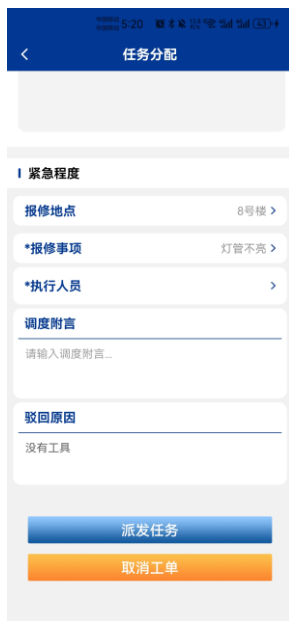 5:20
任务分配
紧急程度
报修地点 8号楼
*报修事项 灯管不亮
*执行人员
调度附言
请输入调度附言...
驳回原因
没有工具
派发任务
取消工单